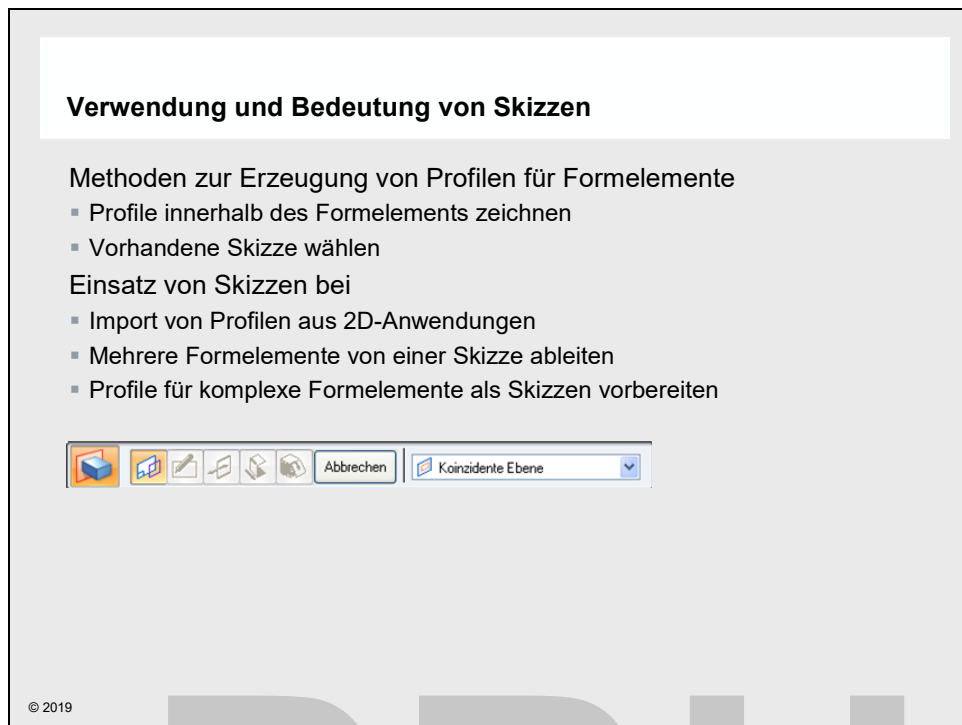 Verwendung und Bedeutung von Skizzen
Methoden zur Erzeugung von Profilen für Formelemente
▪ Profile innerhalb des Formelements zeichnen
▪ Vorhandene Skizze wählen
Einsatz von Skizzen bei
▪ Import von Profilen aus 2D-Anwendungen
▪ Mehrere Formelemente von einer Skizze ableiten
▪ Profile für komplexe Formelemente als Skizzen vorbereiten
Abbrechen Koinzidente Ebene
© 2019